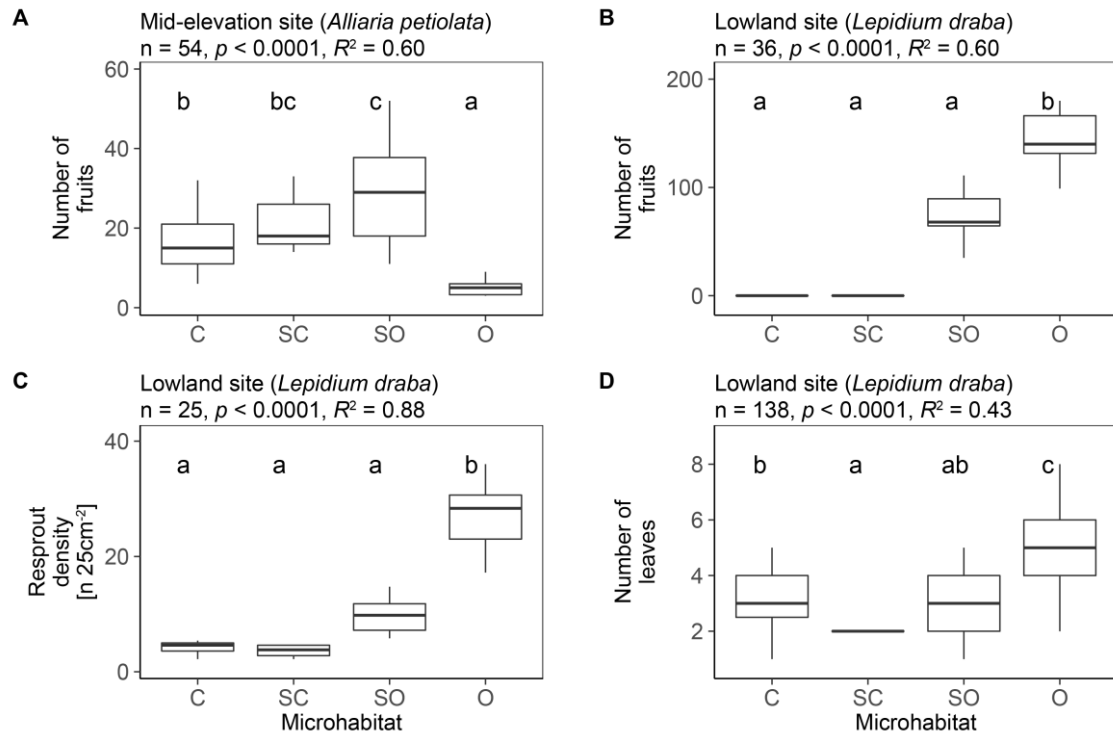 A
Mid-elevation site (Alliaria petiolata)
n = 54, p < 0.0001, R² = 0.60
60
40
20
0
Number of
fruits
b bc c a
C SC SO O
B
Lowland site (Lepidium draba)
n = 36, p < 0.0001, R² = 0.60
200
100
0
Number of
fruits
a a a b
C SC SO O
C
Lowland site (Lepidium draba)
n = 25, p < 0.0001, R² = 0.88
40
20
0
Resprout
density
[n 25cm⁻²]
a a a b
C SC SO O
Microhabitat
D
Lowland site (Lepidium draba)
n = 138, p < 0.0001, R² = 0.43
8
6
4
2
Number of
leaves
b a ab c
C SC SO O
Microhabitat